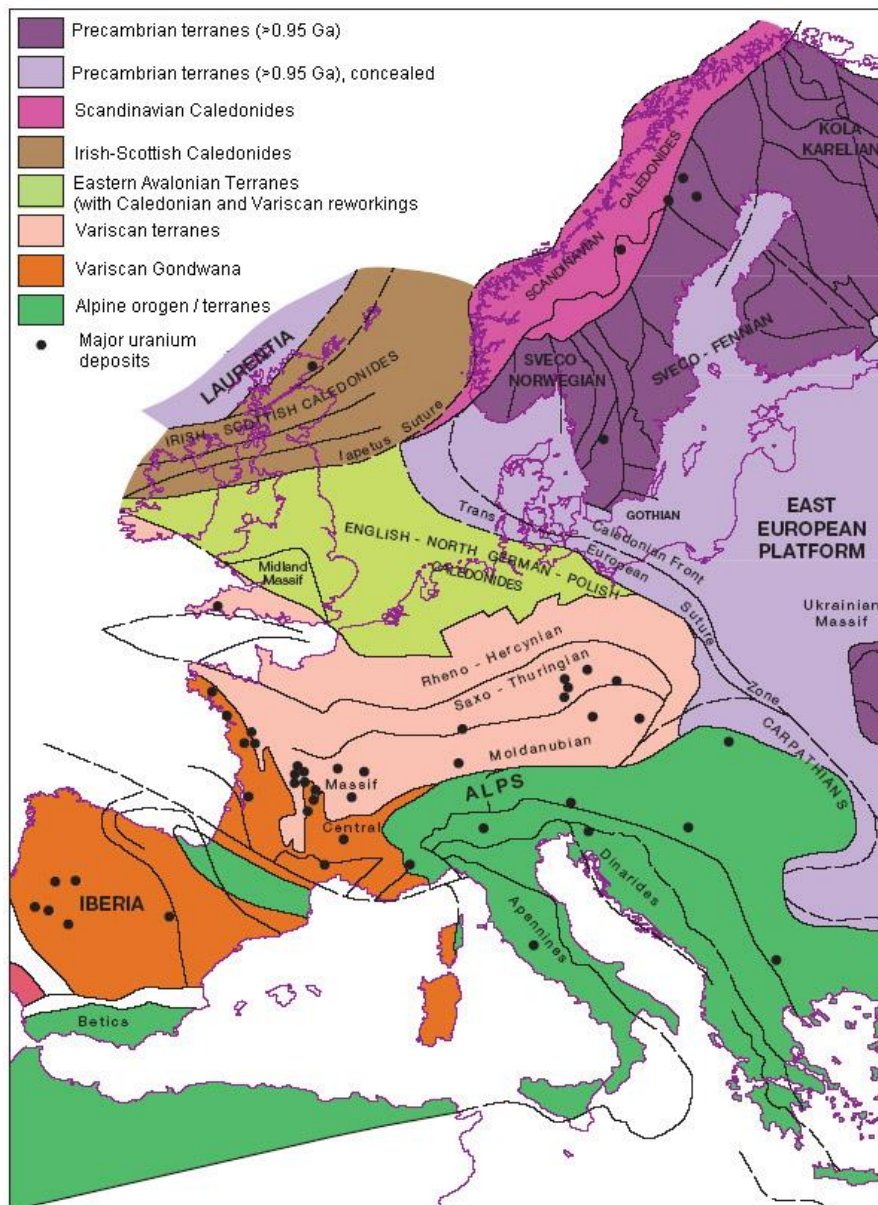 Precambrian terranes (>0.95 Ga)
Precambrian terranes (>0.95 Ga), concealed
Scandinavian Caledonides
Irish-Scottish Caledonides
Eastern Avalonian Terranes
(with Caledonian and Variscan reworkings
Variscan terranes
Variscan Gondwana
Alpine orogen / terranes
Major uranium
deposits
KOLA
KARELIAN
SCANDINAVIAN CALEDONIDES
LAURENTIA
SVECO -
NORWEGIAN
SVECO - FENNIAN
IRISH - SCOTTISH CALEDONIDES
Iapetus Suture
GOTHIAN
EAST
EUROPEAN
PLATFORM
Trans European Suture Zone
Caledonian Front
ENGLISH - NORTH GERMAN - POLISH
CALEDONIDES
Midland
Massif
Ukrainian
Massif
Rheno - Hercynian
Saxo - Thuringian
Moldanubian
CARPATHIANS
Massif
Central
ALPS
Dinarides
IBERIA
Apennines
Betics